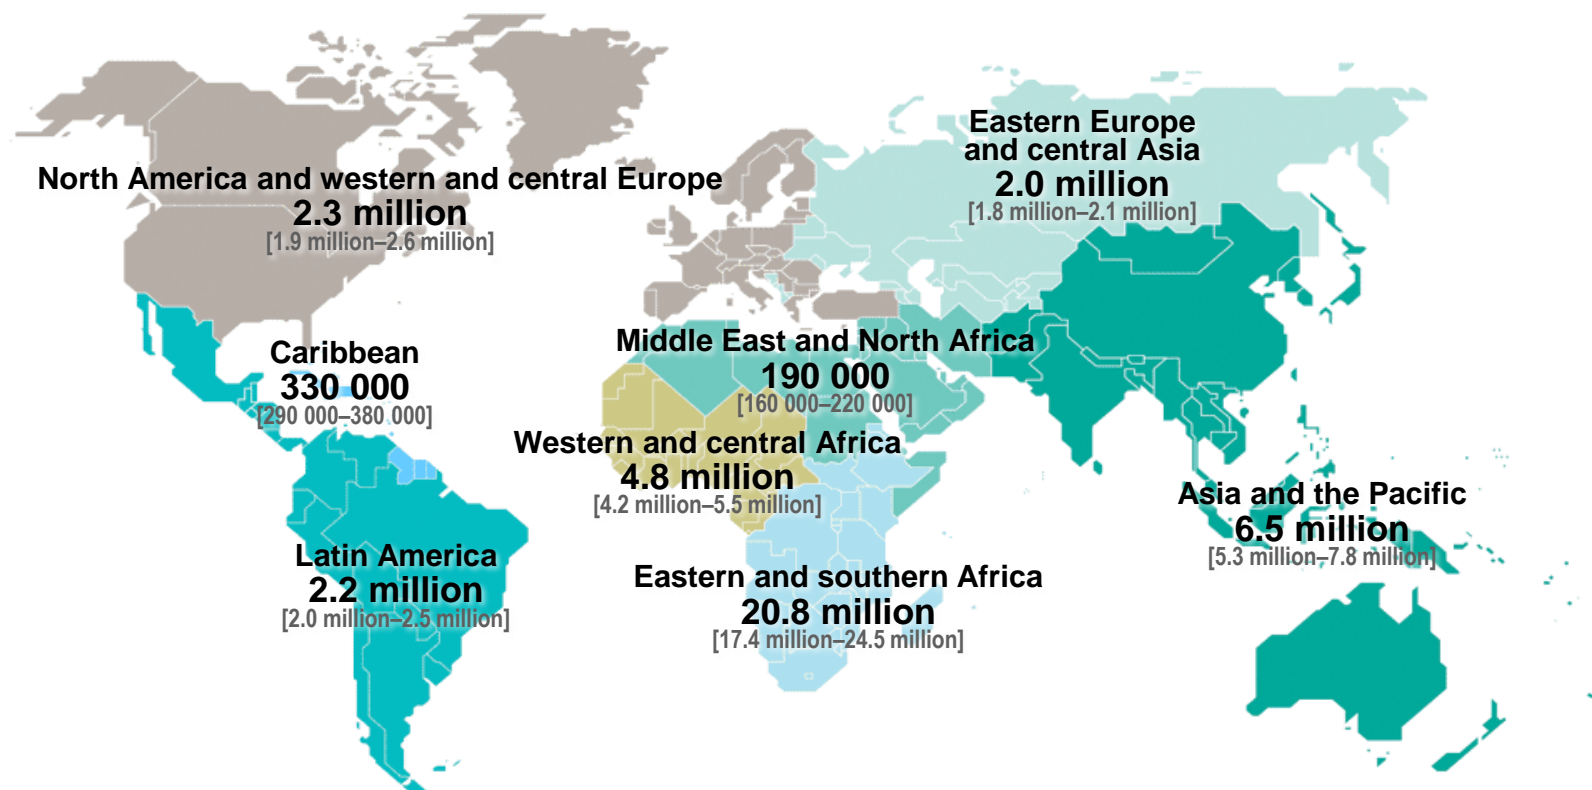 Eastern Europe
and central Asia
2.0 million
[1.8 million–2.1 million]
North America and western and central Europe
2.3 million
[1.9 million–2.6 million]
Middle East and North Africa
190 000
[160 000–220 000]
Caribbean
330 000
[290 000–380 000]
Western and central Africa
4.8 million
[4.2 million–5.5 million]
Asia and the Pacific
6.5 million
[5.3 million–7.8 million]
Latin America
2.2 million
[2.0 million–2.5 million]
Eastern and southern Africa
20.8 million
[17.4 million–24.5 million]